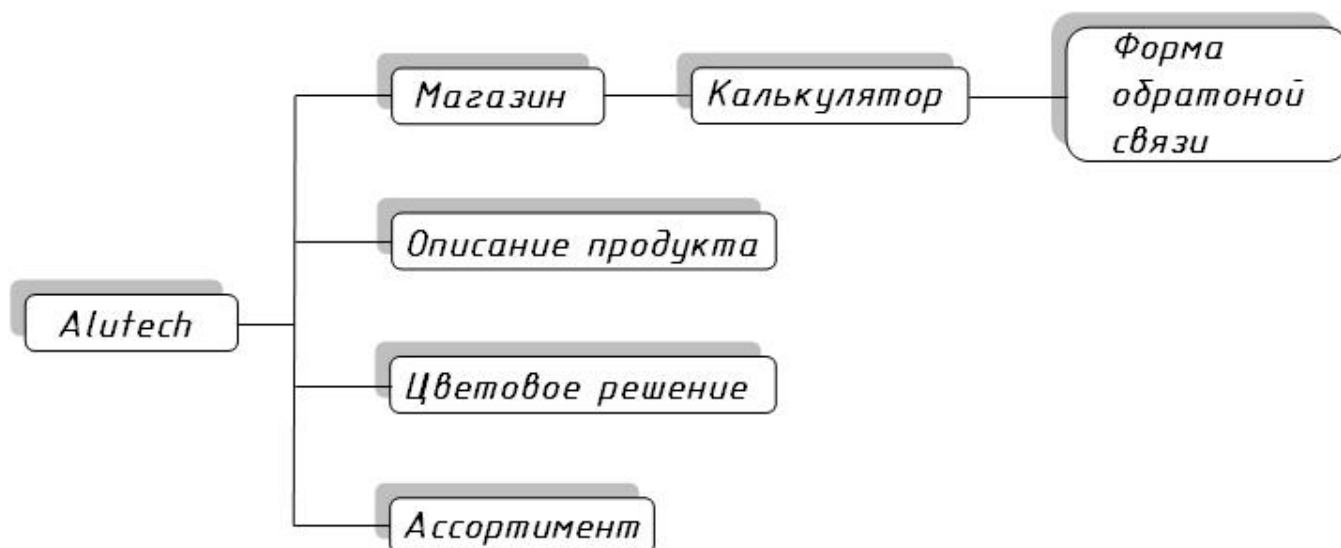 Магазин
Калькулятор
Форма
обратоной
связи
Описание продукта
Alutech
Цветовое решение
Ассортимент